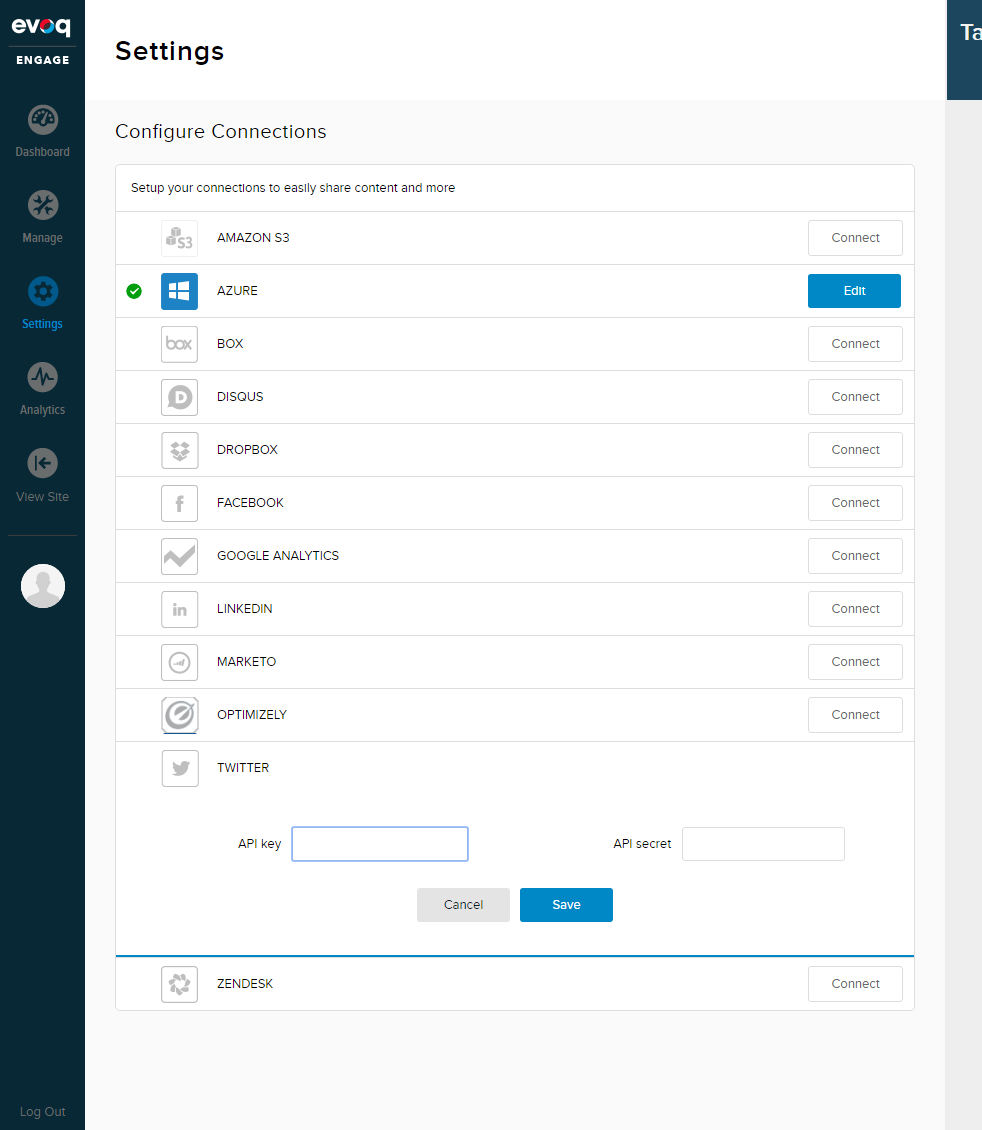 evoq
ENGAGE
Dashboard
Manage
Settings
Analytics
View Site
Log Out
Settings
Ta
Configure Connections
Setup your connections to easily share content and more
S3 AMAZON S3 Connect
AZURE Edit
box BOX Connect
D DISQUS Connect
DROPBOX Connect
f FACEBOOK Connect
GOOGLE ANALYTICS Connect
in LINKEDIN Connect
MARKETO Connect
OPTIMIZELY Connect
TWITTER
API key API secret
Cancel Save
ZENDESK Connect